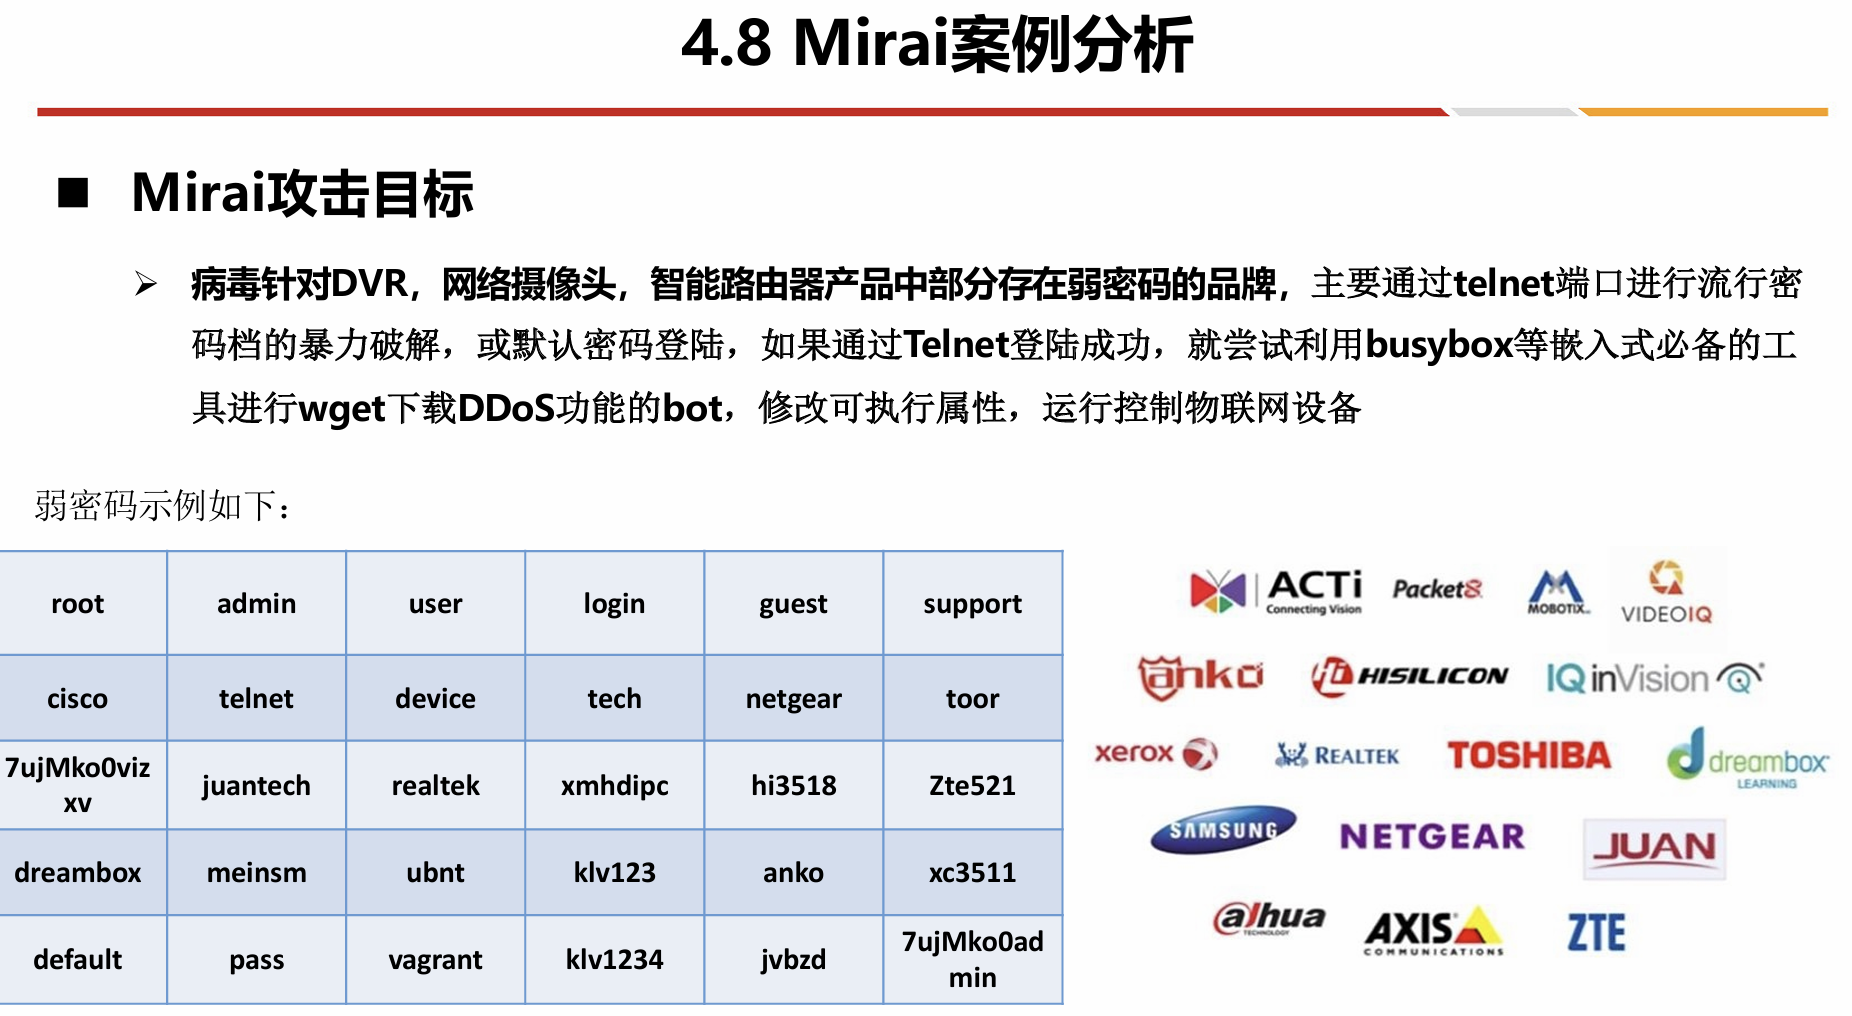 4.8 Mirai案例分析
■ Mirai攻击目标
➢ 病毒针对DVR，网络摄像头，智能路由器产品中部分存在弱密码的品牌，主要通过telnet端口进行流行密
码档的暴力破解，或默认密码登陆，如果通过Telnet登陆成功，就尝试利用busybox等嵌入式必备的工
具进行wget下载DDoS功能的bot，修改可执行属性，运行控制物联网设备
弱密码示例如下：
root admin user login guest support
cisco telnet device tech netgear toor
7ujMko0viz
xv
juantech realtek xmhdipc hi3518 Zte521
dreambox meinsm ubnt klv123 anko xc3511
default pass vagrant klv1234 jvbzd
7ujMko0ad
min
ACTi
Connecting Vision
Packet8
MOBOTIX
VIDEOIQ
anko HISILICON IQinVision
xerox REALTEK TOSHIBA dreambox
LEARNING
SAMSUNG NETGEAR JUAN
alhua
TECHNOLOGY
AXIS
COMMUNICATIONS
ZTE